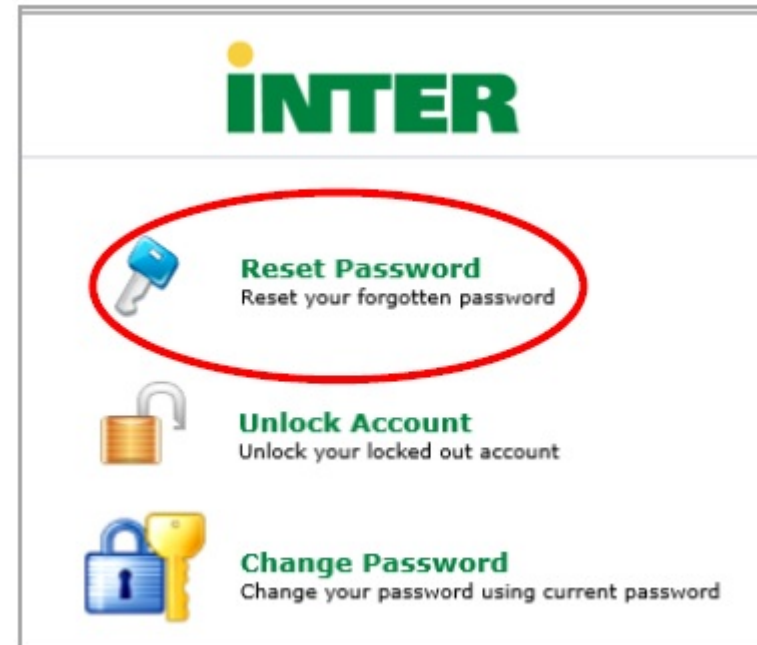 INTER
Reset Password
Reset your forgotten password
Unlock Account
Unlock your locked out account
Change Password
Change your password using current password